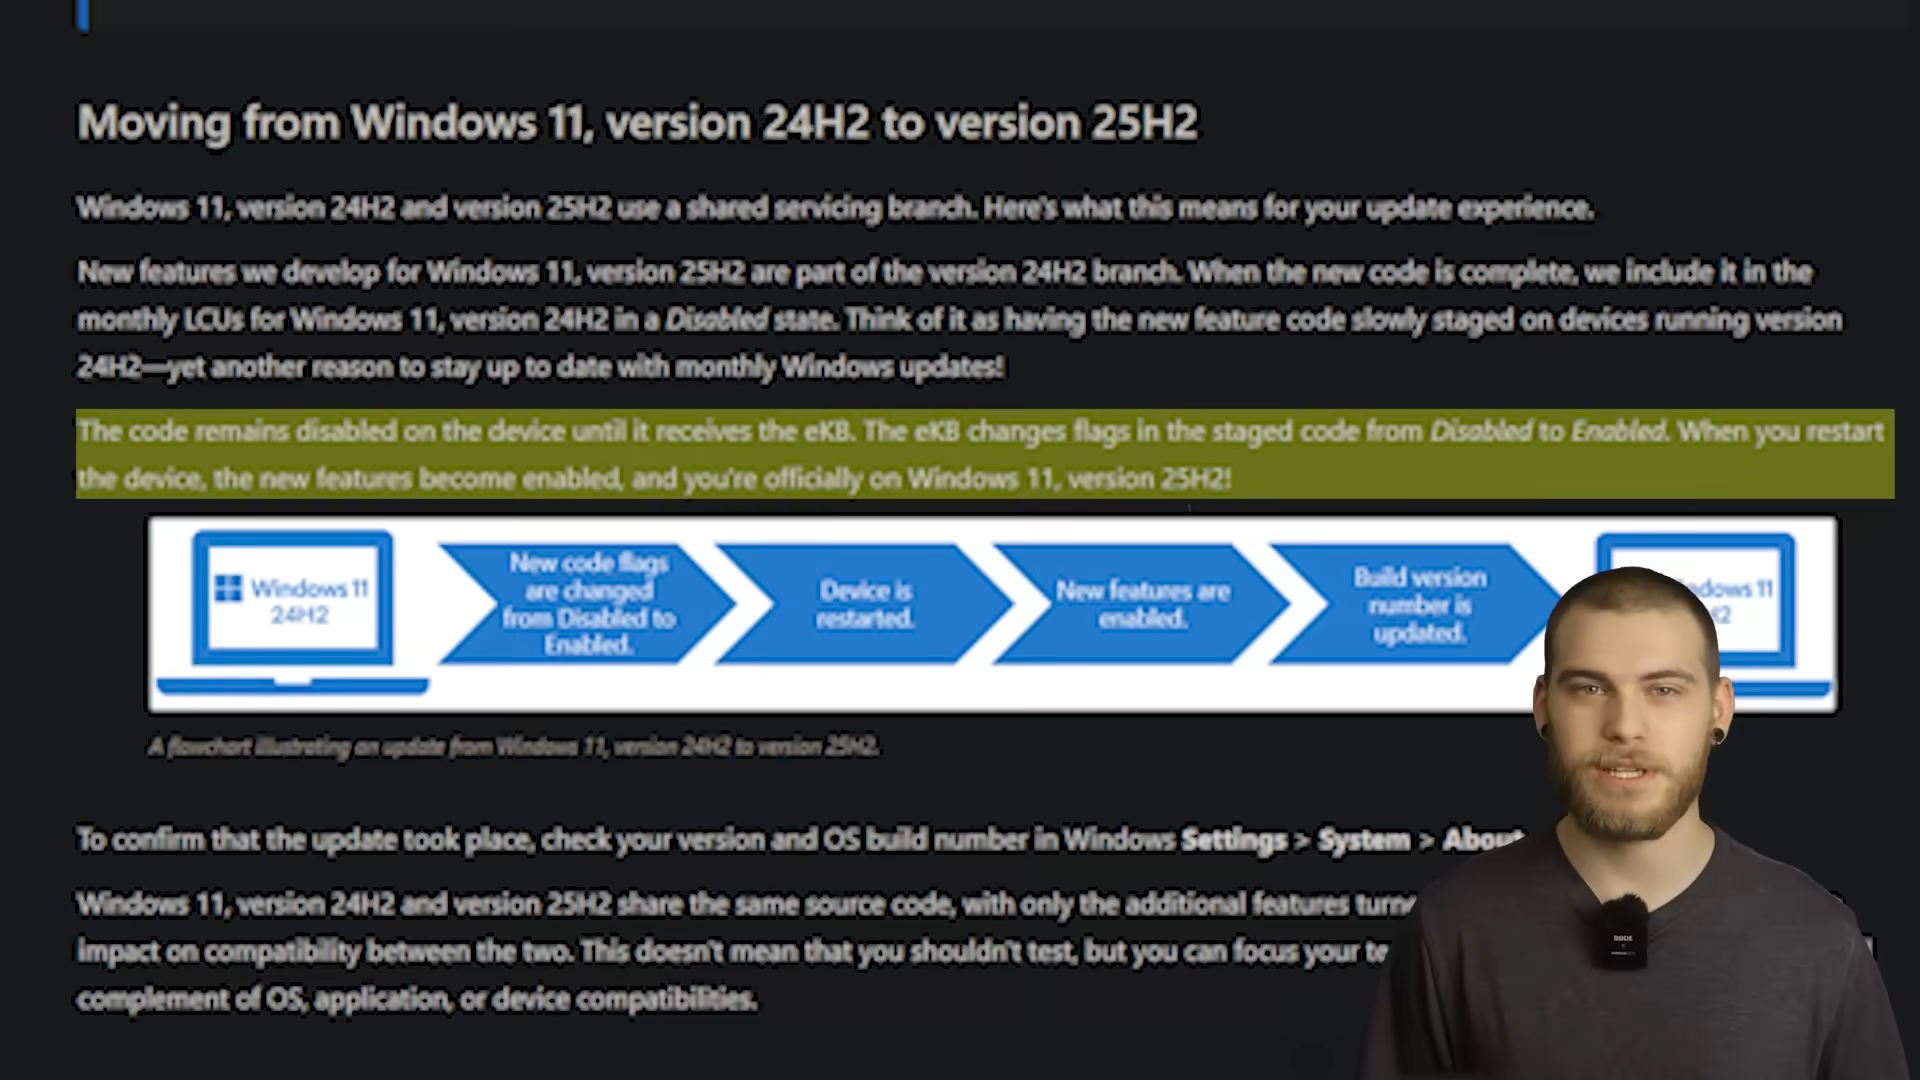 Moving from Windows 11, version 24H2 to version 25H2
Windows 11, version 24H2 and version 25H2 use a shared servicing branch. Here's what this means for your update experience.
New features we develop for Windows 11, version 25H2 are part of the version 24H2 branch. When the new code is complete, we include it in the
monthly LCUs for Windows 11, version 24H2 in a Disabled state. Think of it as having the new feature code slowly staged on devices running version
24H2—yet another reason to stay up to date with monthly Windows updates!
The code remains disabled on the device until it receives the eKB. The eKB changes flags in the staged code from Disabled to Enabled. When you restart
the device, the new features become enabled, and you're officially on Windows 11, version 25H2!
Windows 11
24H2
New code flags
are changed
from Disabled to
Enabled.
Device is
restarted.
New features are
enabled.
Build version
number is
updated.
dows 11
H2
A flowchart illustrating an update from Windows 11, version 24H2 to version 25H2.
To confirm that the update took place, check your version and OS build number in Windows Settings > System > About
Windows 11, version 24H2 and version 25H2 share the same source code, with only the additional features turne
impact on compatibility between the two. This doesn't mean that you shouldn't test, but you can focus your te
complement of OS, application, or device compatibilities.
RØDE